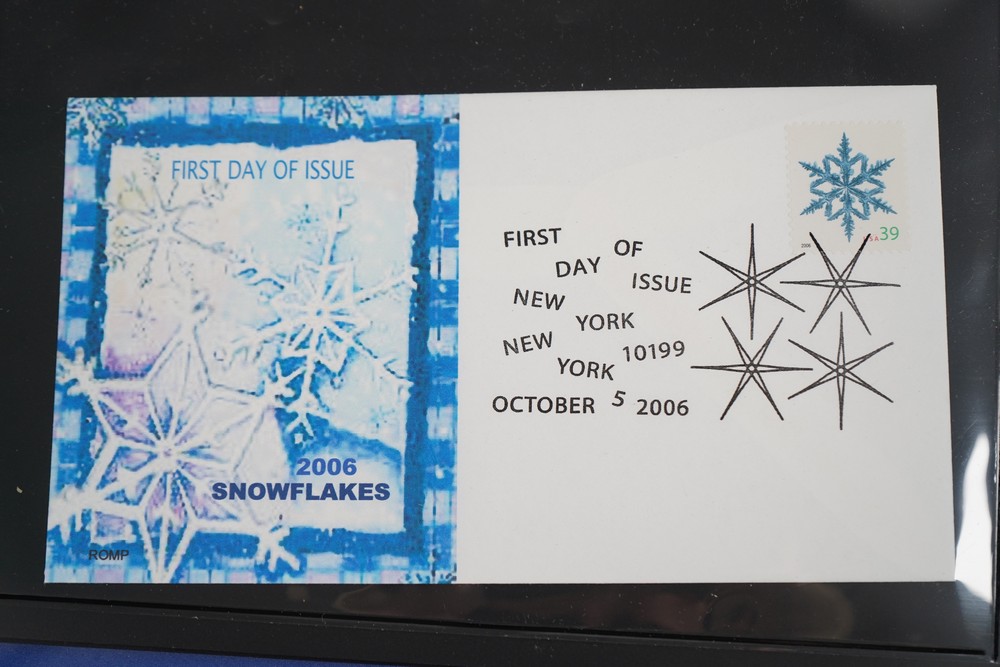 FIRST DAY OF ISSUE
2006
SNOWFLAKES
ROMP
FIRST
DAY OF
ISSUE
NEW
YORK
NEW
YORK 10199
OCTOBER 5 2006
2006
USA 39